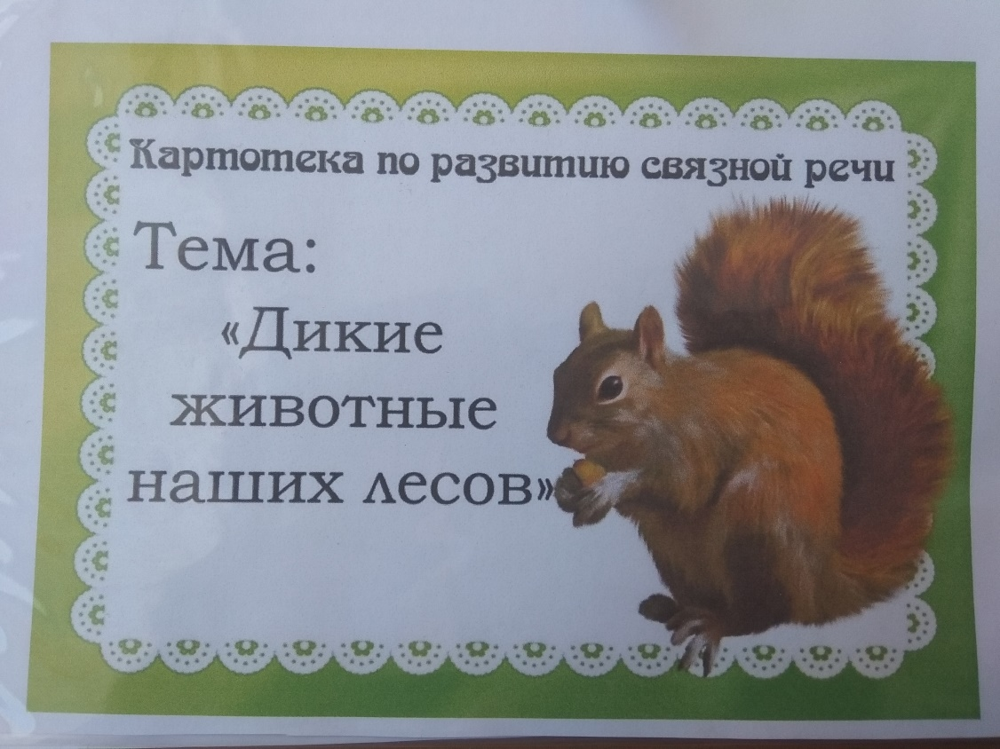 Картотека по развитию связной речи
Тема:
«Дикие
животные
наших лесов»